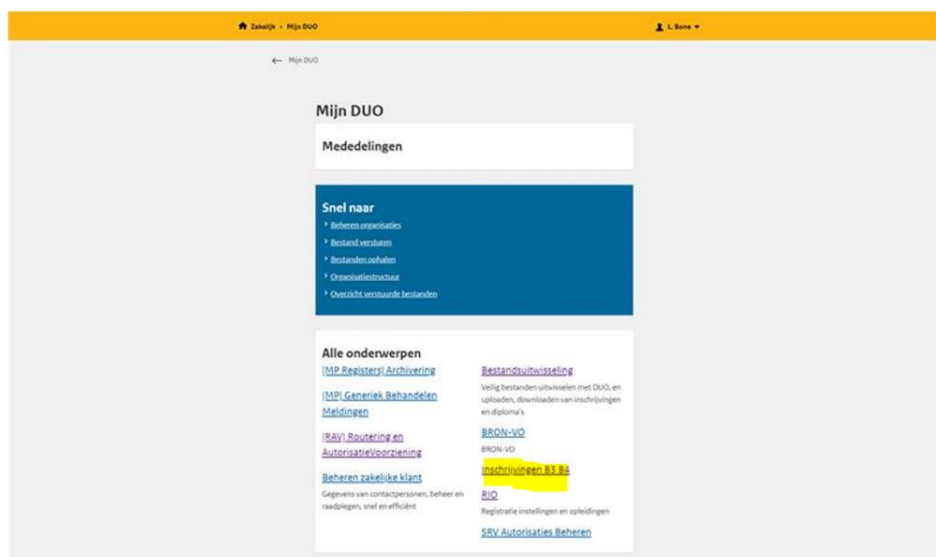 Zakelijk > Mijn DUO
L. Bone
← Mijn DUO
Mijn DUO
Mededelingen
Snel naar
› Beheren organisaties
› Bestand versturen
› Bestanden ophalen
› Organisatiestructuur
› Overzicht verstuurde bestanden
Alle onderwerpen
(MP Registers) Archivering
(MP) Generiek Behandelen
Meldingen
(RAV) Routering en
AutorisatieVoorziening
Beheren zakelijke klant
Gegevens van contactpersonen, beheer en
raadplegen, snel en efficiënt
Bestandsuitwisseling
Veilig bestanden uitwisselen met DUO, en
uploaden, downloaden van inschrijvingen
en diploma's
BRON-VO
BRON-VO
Inschrijvingen B3 B4
RIO
Registratie instellingen en opleidingen
SRV Autorisaties Beheren